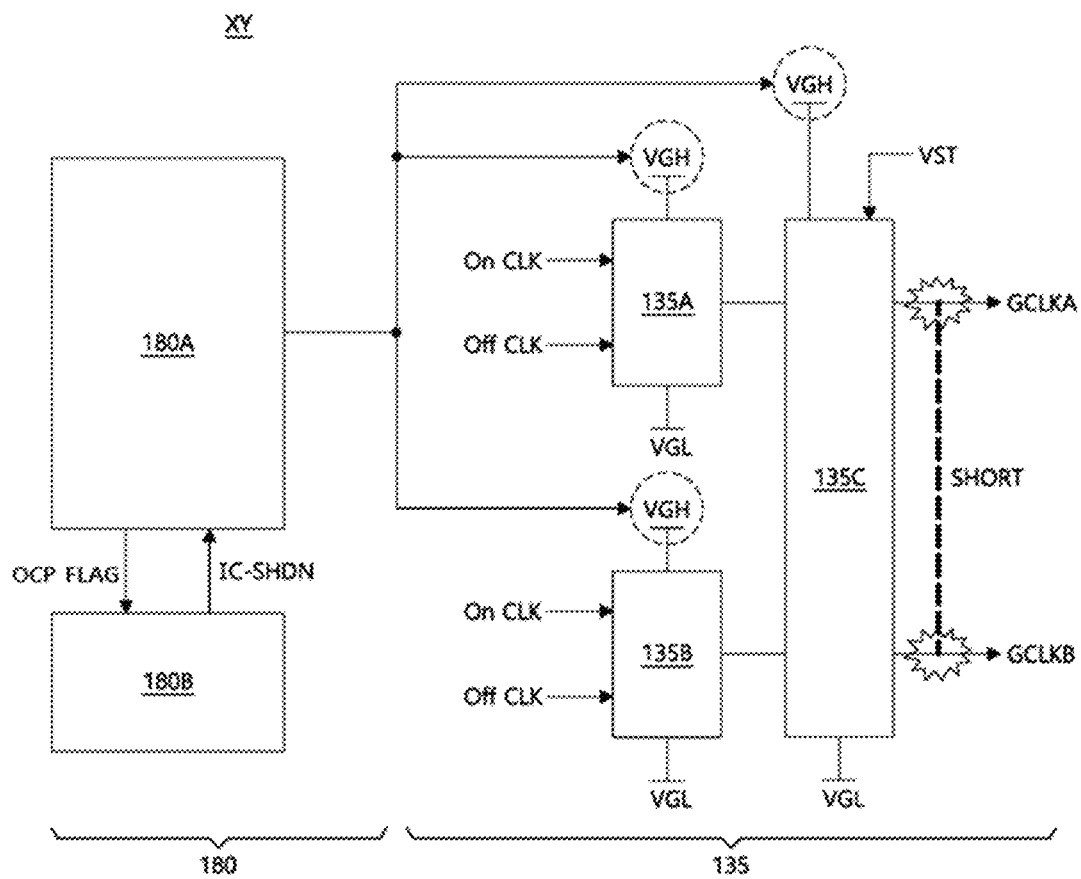 XY
VGH
VGH
VST
On CLK
135A
GCLKA
180A
Off CLK
VGL
135C
SHORT
VGH
OCP FLAG
IC-SHDN
On CLK
135B
GCLKB
180B
Off CLK
VGL
VGL
180
135